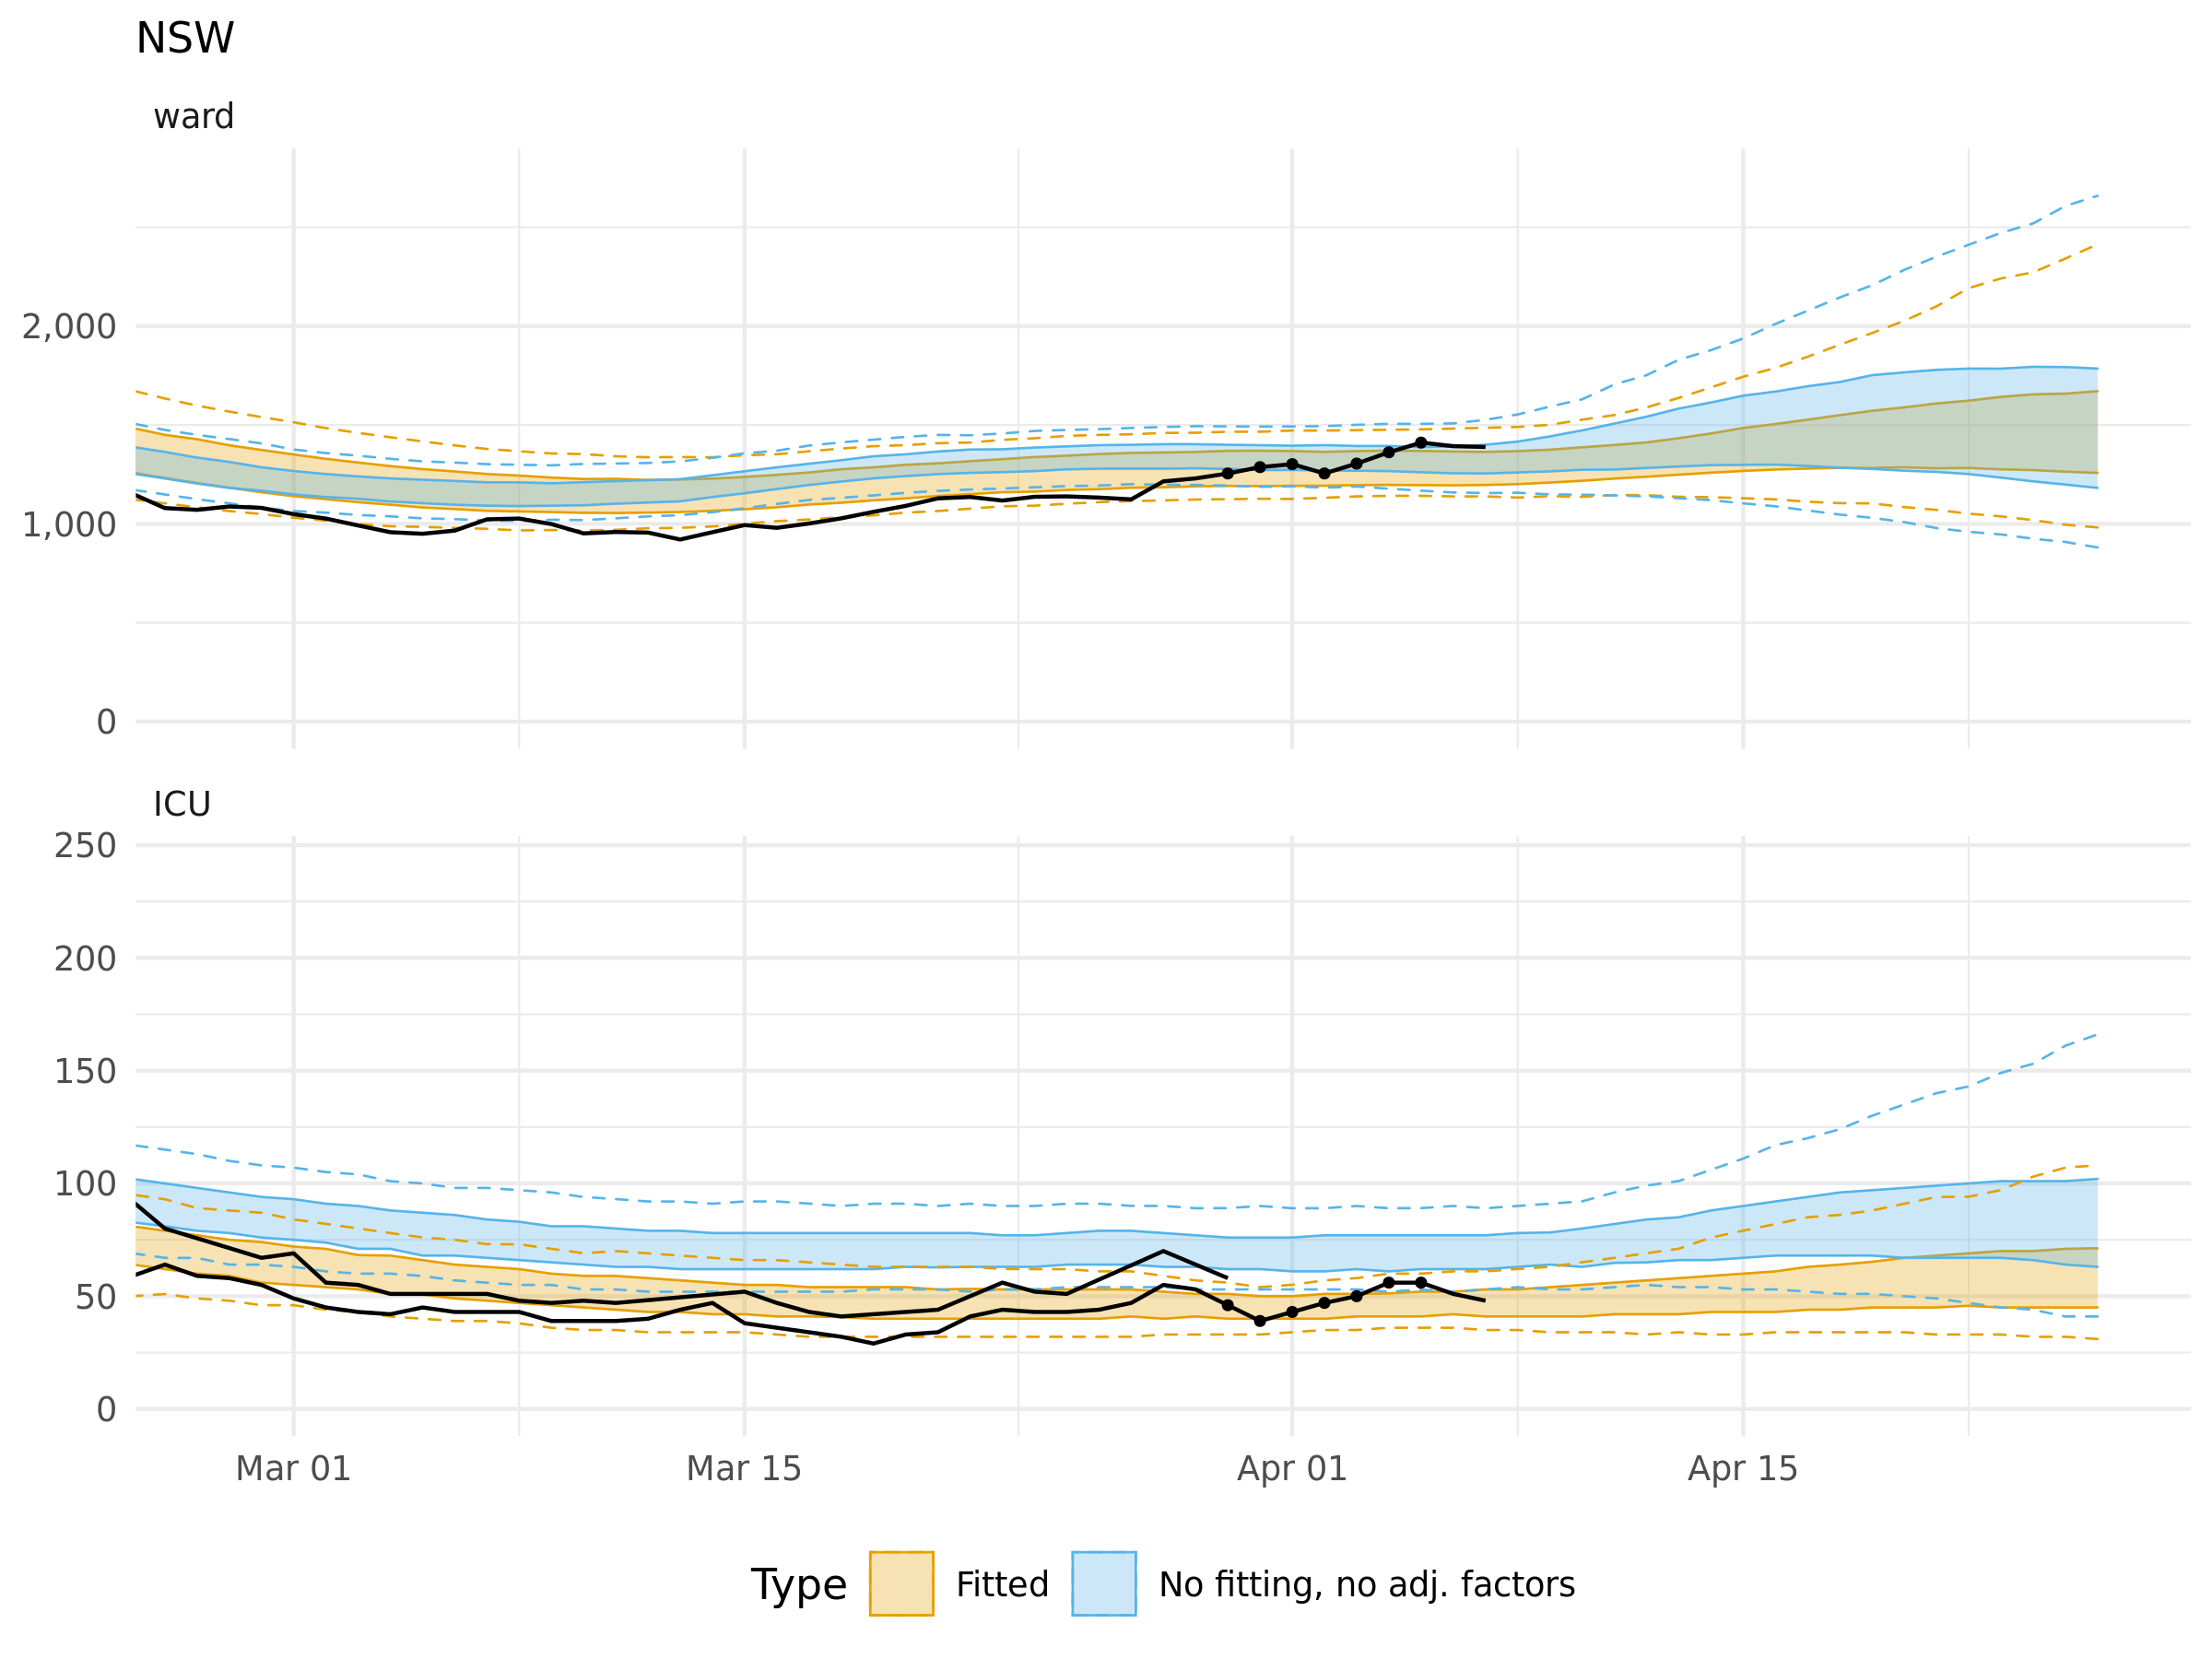 NSW
ward
2,000
1,000
0
ICU
250
200
150
100
50
0
Mar 01 Mar 15 Apr 01 Apr 15
Type Fitted No fitting, no adj. factors